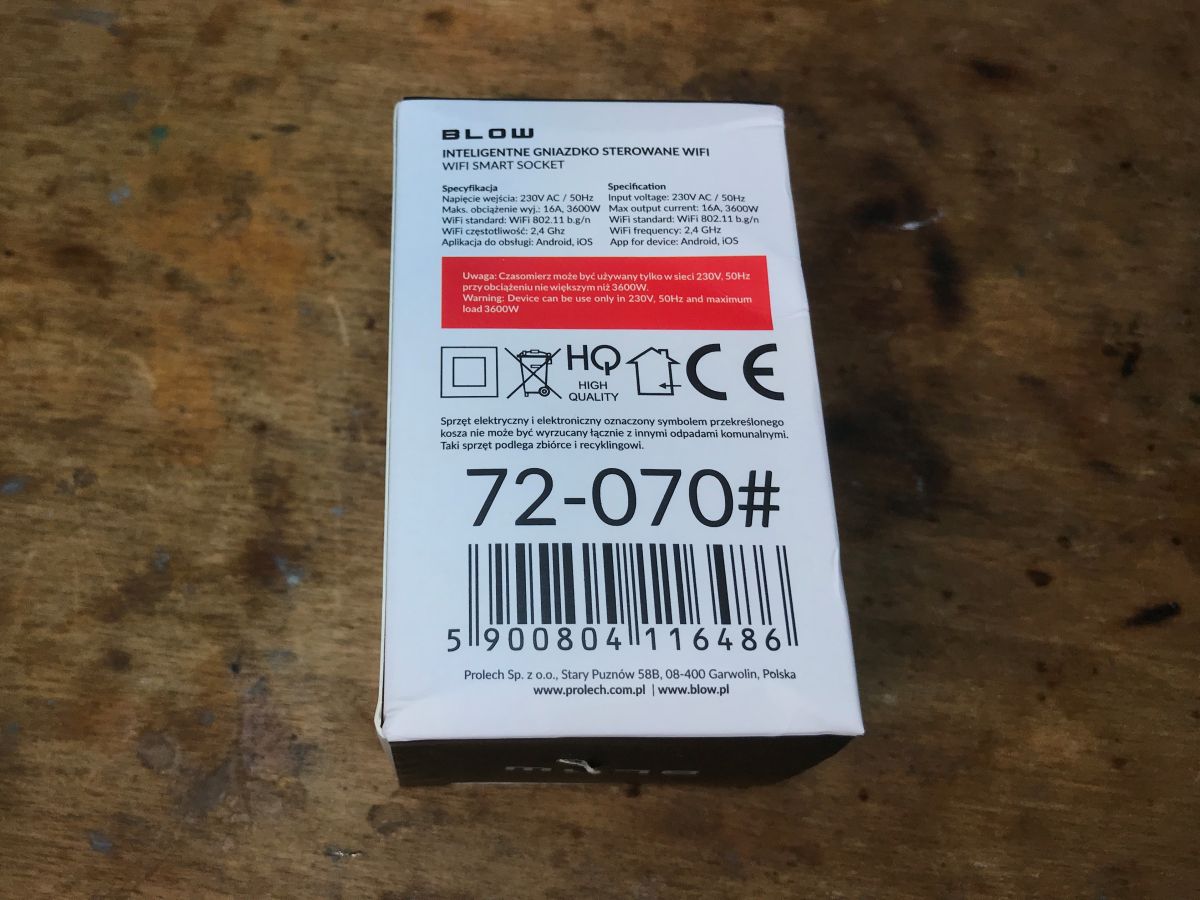 BLOW
INTELIGENTNE GNIAZDKO STEROWANE WIFI
WIFI SMART SOCKET
Specyfikacja
Napięcie wejścia: 230V AC / 50Hz
Maks. obciążenie wyj.: 16A, 3600W
WiFi standard: WiFi 802.11 b.g/n
WiFi częstotliwość: 2,4 Ghz
Aplikacja do obsługi: Android, iOS
Specification
Input voltage: 230V AC / 50Hz
Max output current: 16A, 3600W
WiFi standard: WiFi 802.11 b.g/n
WiFi frequency: 2,4 GHz
App for device: Android, iOS
Uwaga: Czasomierz może być używany tylko w sieci 230V, 50Hz
przy obciążeniu nie większym niż 3600W.
Warning: Device can be use only in 230V, 50Hz and maximum
load 3600W
HQ
HIGH
QUALITY
CE
Sprzęt elektryczny i elektroniczny oznaczony symbolem przekreślonego
kosza nie może być wyrzucany łącznie z innymi odpadami komunalnymi.
Taki sprzęt podlega zbiórce i recyklingowi.
72-070#
5 900804 116486
Prolech Sp. z o.o., Stary Puznów 58B, 08-400 Garwolin, Polska
www.prolech.com.pl | www.blow.pl
BLOW